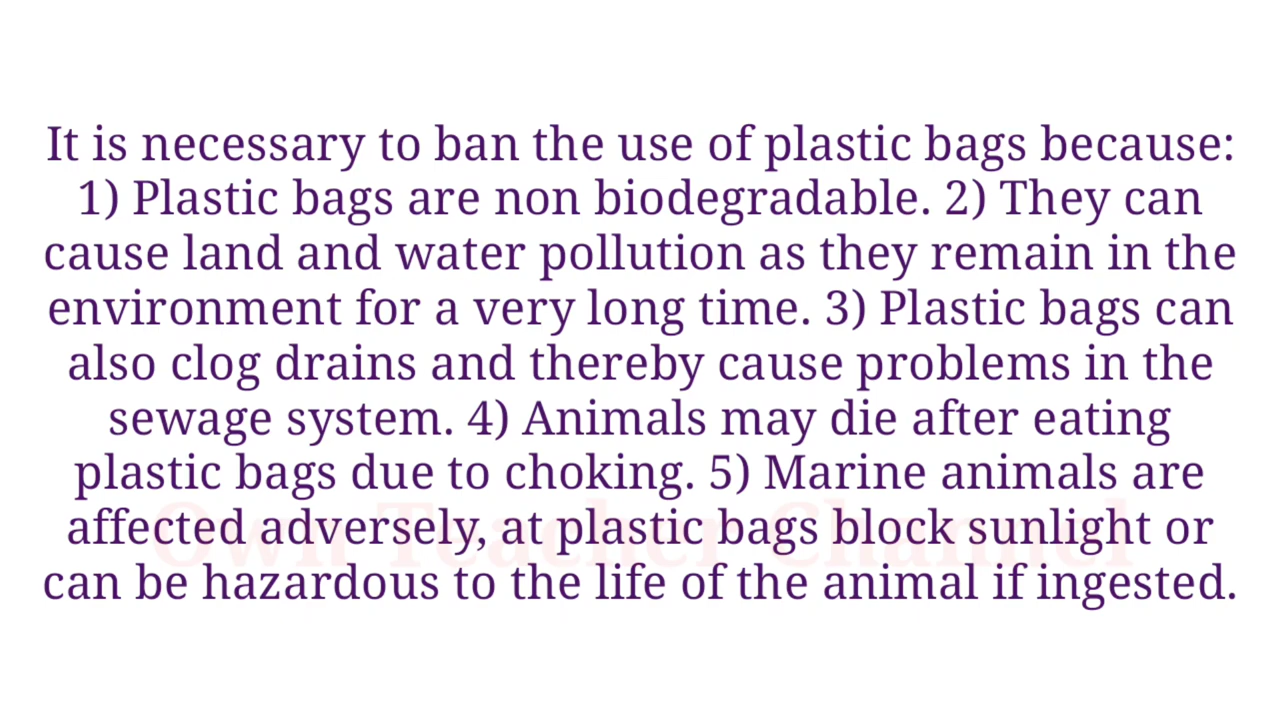 It is necessary to ban the use of plastic bags because:
1) Plastic bags are non biodegradable. 2) They can
cause land and water pollution as they remain in the
environment for a very long time. 3) Plastic bags can
also clog drains and thereby cause problems in the
sewage system. 4) Animals may die after eating
plastic bags due to choking. 5) Marine animals are
Own Teacher Channel
affected adversely, at plastic bags block sunlight or
can be hazardous to the life of the animal if ingested.